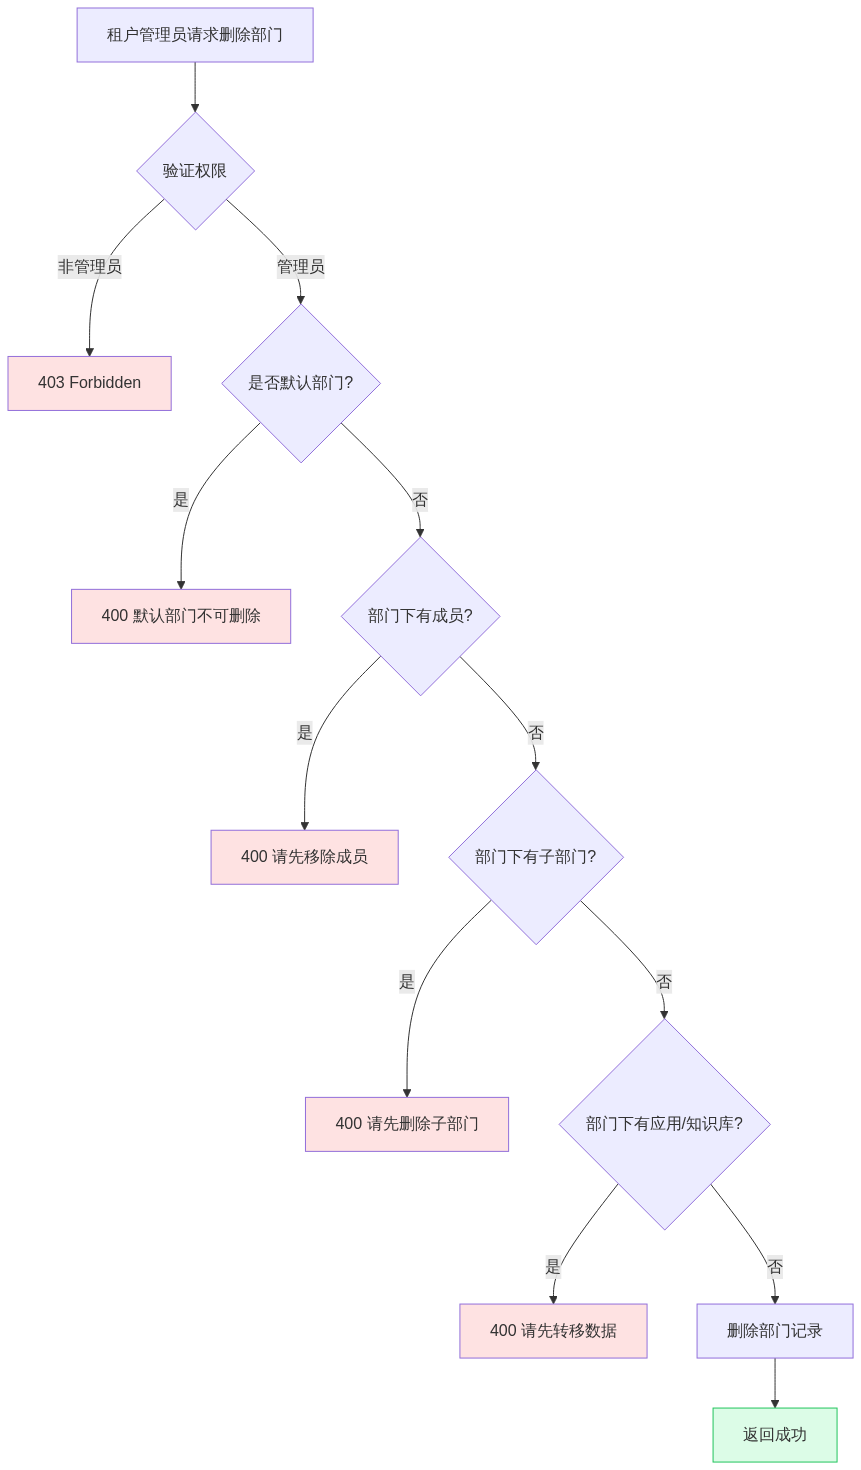 租户管理员请求删除部门
验证权限
非管理员
管理员
403 Forbidden
是否默认部门?
是
否
400 默认部门不可删除
部门下有成员?
是
否
400 请先移除成员
部门下有子部门?
是
否
400 请先删除子部门
部门下有应用/知识库?
是
否
400 请先转移数据
删除部门记录
返回成功